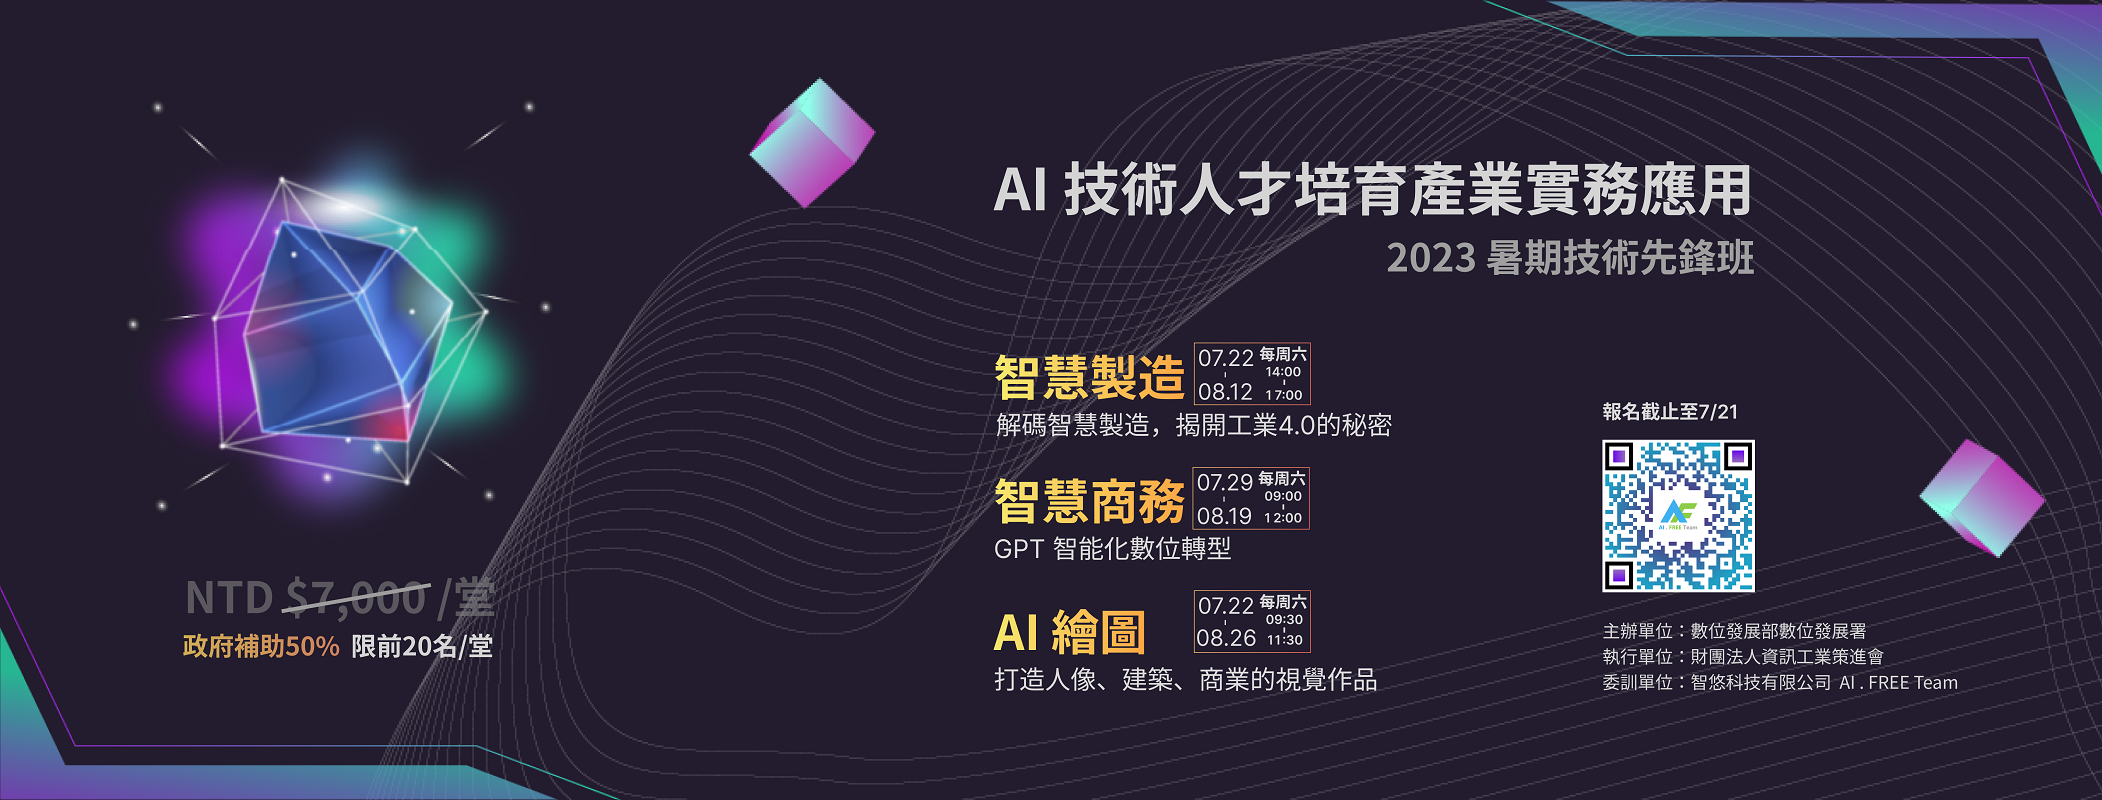 AI 技術人才培育產業實務應用
2023 暑期技術先鋒班
智慧製造
07.22
-
08.12
每周六
14:00
-
17:00
解碼智慧製造，揭開工業4.0的秘密
智慧商務
07.29
-
08.19
每周六
09:00
-
12:00
GPT 智能化數位轉型
AI 繪圖
07.22
-
08.26
每周六
09:30
-
11:30
打造人像、建築、商業的視覺作品
NTD $7,000 /堂
政府補助50% 限前20名/堂
報名截止至7/21
AI . FREE Team
主辦單位：數位發展部數位發展署
執行單位：財團法人資訊工業策進會
委訓單位：智悠科技有限公司 AI . FREE Team